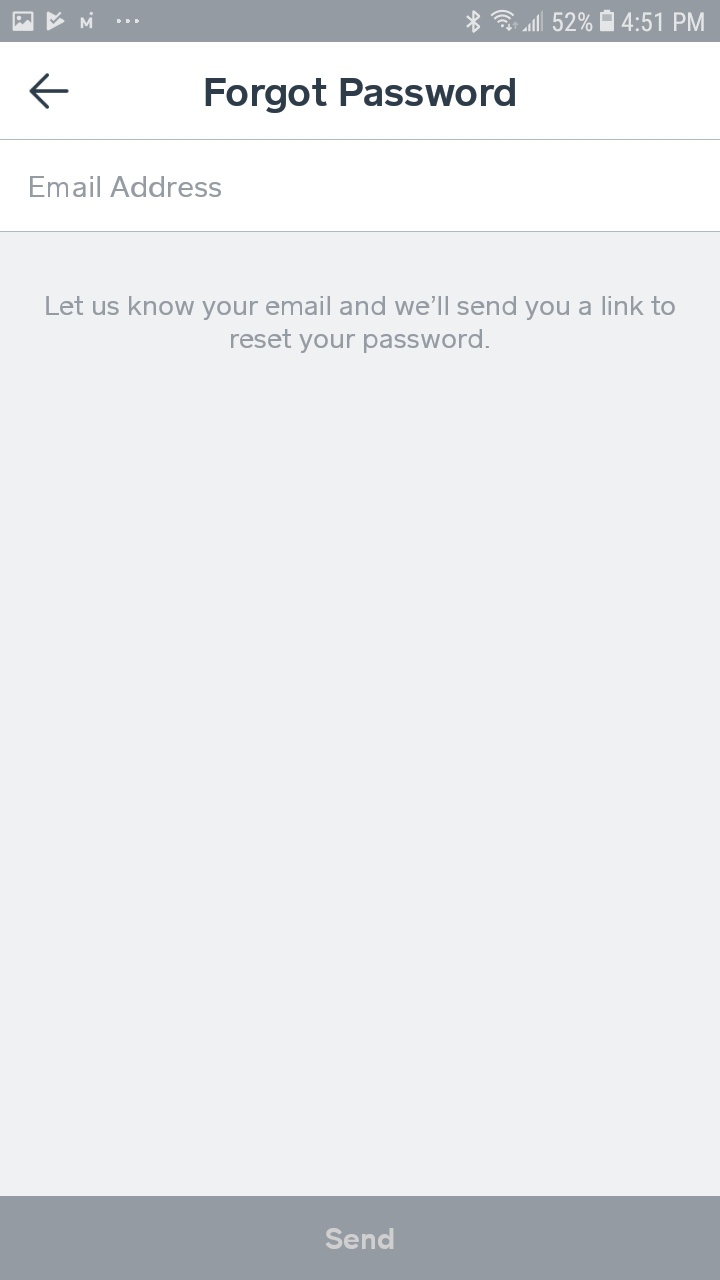 52% 4:51 PM
Forgot Password
Email Address
Let us know your email and we’ll send you a link to
reset your password.
Send